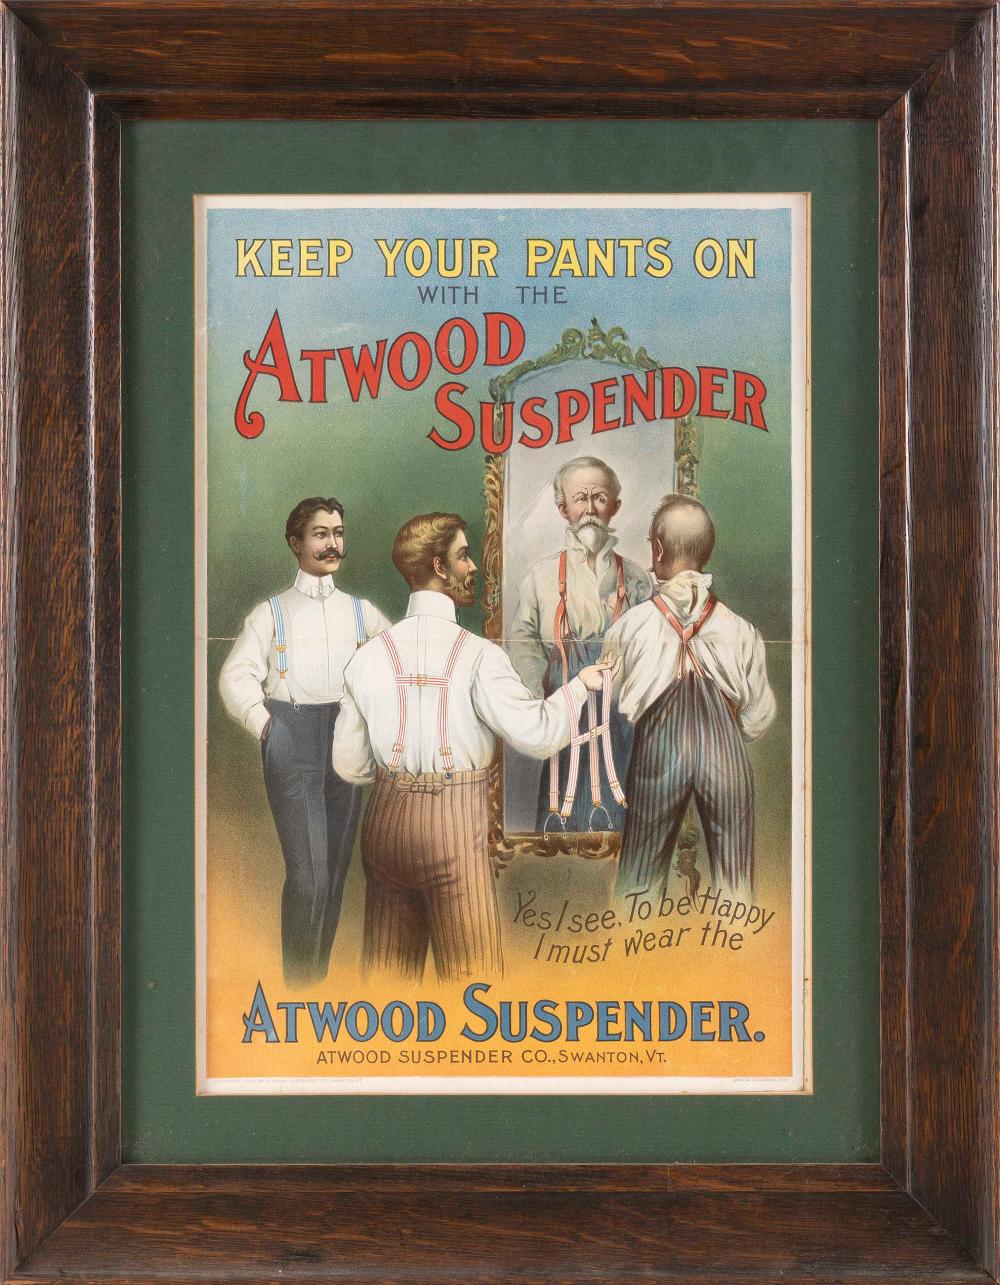 KEEP YOUR PANTS ON
WITH THE
ATWOOD
SUSPENDER
Yes I see, To be Happy
I must wear the
ATWOOD SUSPENDER.
ATWOOD SUSPENDER CO., SWANTON, VT.